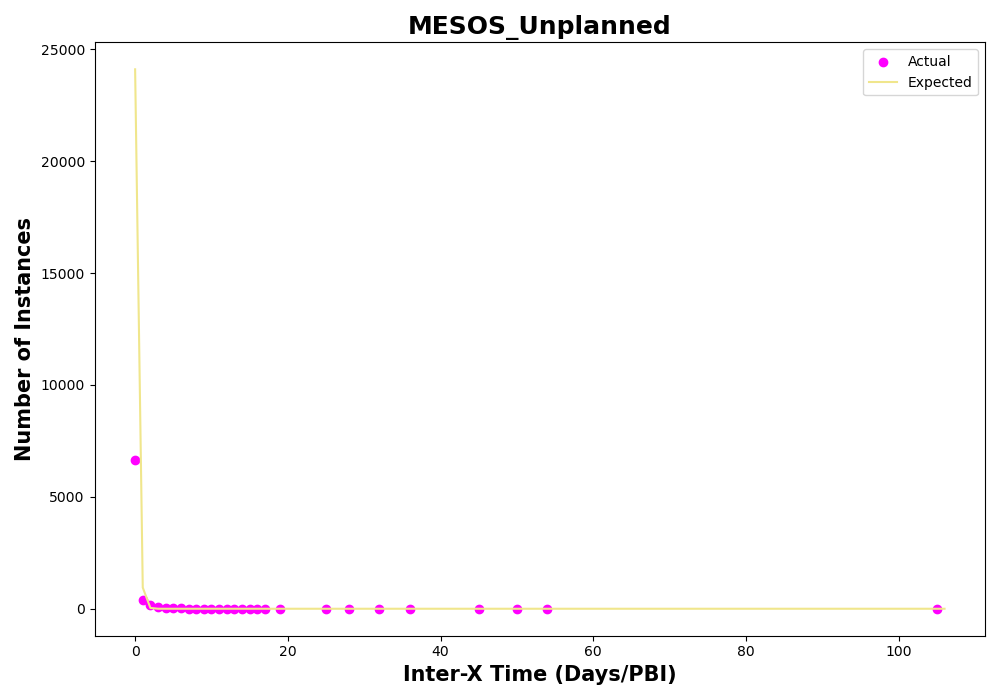 MESOS_Unplanned
Actual
Expected
25000
20000
15000
10000
5000
0
Number of Instances
0 20 40 60 80 100
Inter-X Time (Days/PBI)